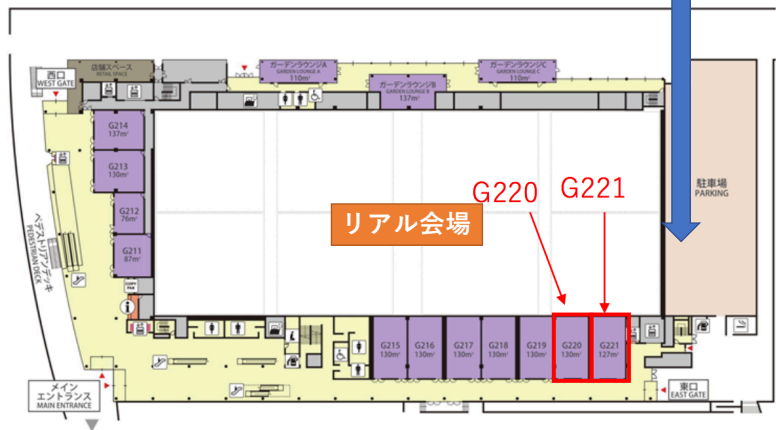 店舗スペース
RETAIL SPACE
西口
WEST GATE
ガーデンラウンジA
GARDEN LOUNGE A
110m²
ガーデンラウンジB
GARDEN LOUNGE B
137m²
ガーデンラウンジC
GARDEN LOUNGE C
110m²
G214
137m²
G213
130m²
G212
76m²
G211
87m²
ペデストリアンデッキ
PEDESTRIAN DECK
COPY
FAX
リアル会場
G220
G221
駐車場
PARKING
G215
130m²
G216
130m²
G217
130m²
G218
130m²
G219
130m²
G220
130m²
G221
127m²
メイン
エントランス
MAIN ENTRANCE
東口
EAST GATE